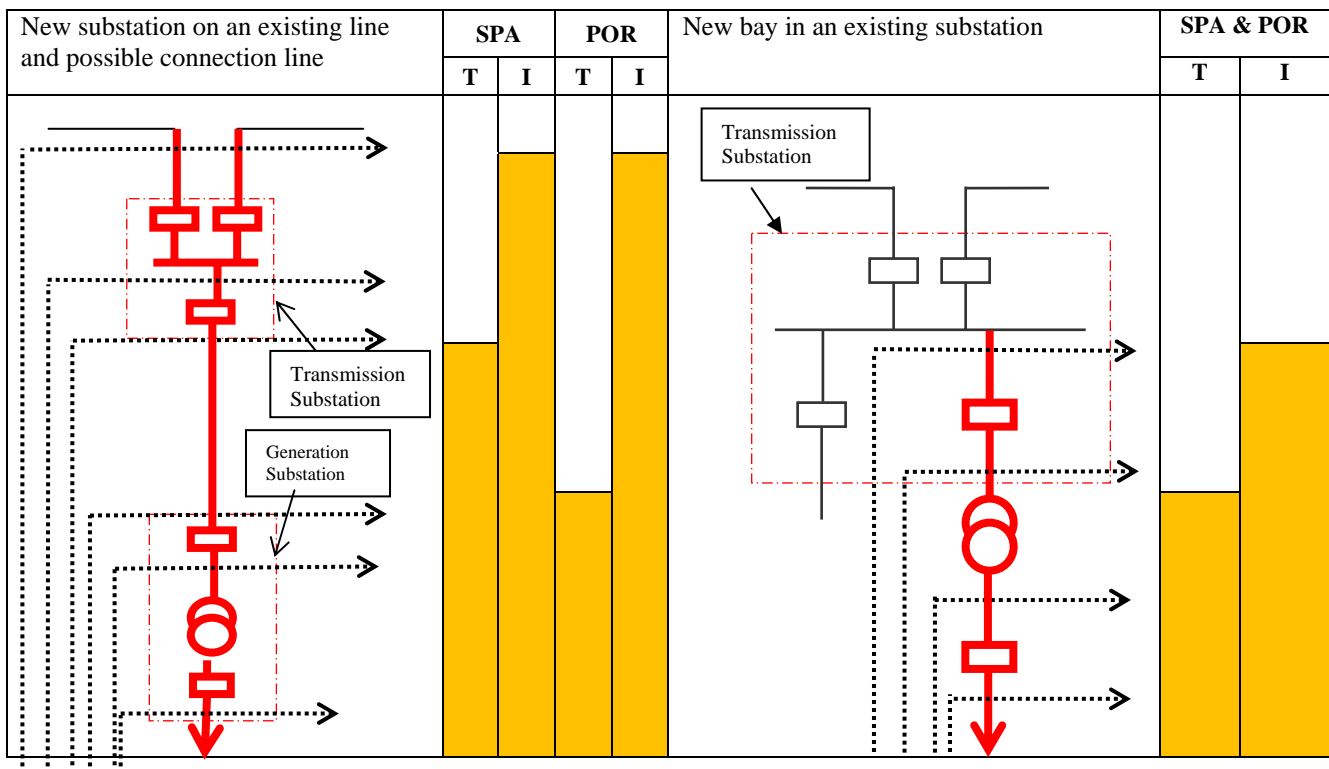 New substation on an existing line
and possible connection line
SPA
POR
T
I
T
I
New bay in an existing substation
SPA & POR
T
I
Transmission
Substation
Generation
Substation
Transmission
Substation